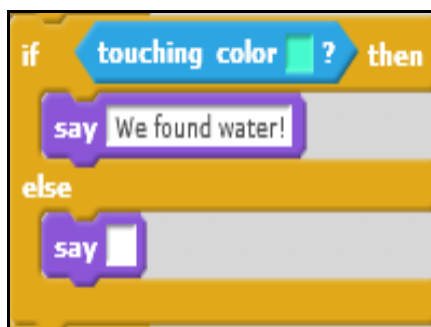 if touching color ? then
say We found water!
else
say